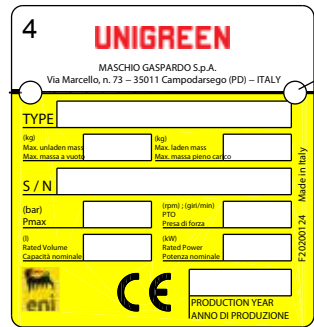 4
UNIGREEN
MASCHIO GASPARDO S.p.A.
Via Marcello, n. 73 – 35011 Campodarsego (PD) – ITALY
TYPE
(kg)
Max. unladen mass
Max. massa a vuoto
(kg)
Max. laden mass
Max. massa pieno carico
S / N
(bar)
Pmax
(rpm) ; (giri/min)
PTO
Presa di forza
(l)
Rated Volume
Capacità nominale
(kW)
Rated Power
Potenza nominale
F20200124 Made in Italy
eni
CE
PRODUCTION YEAR
ANNO DI PRODUZIONE